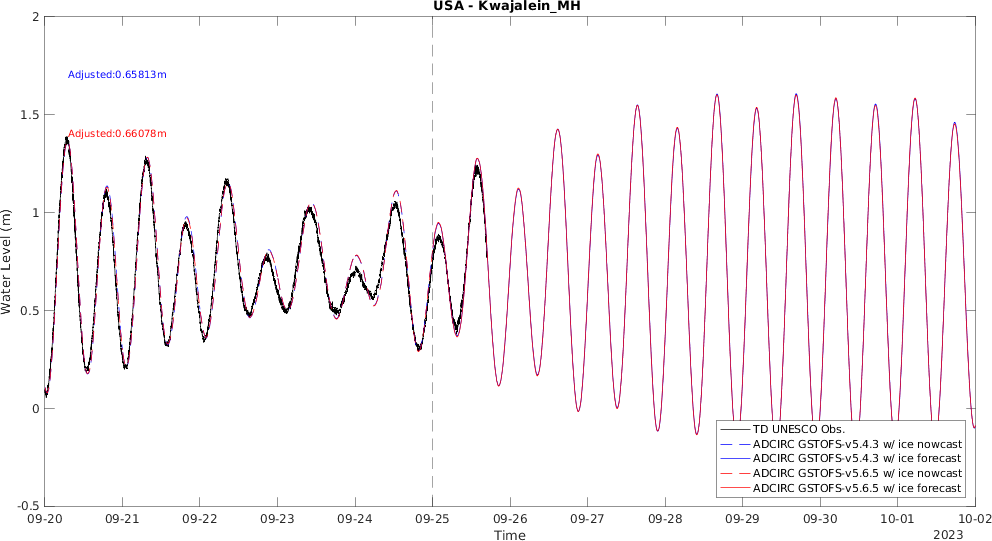 USA - Kwajalein_MH
2
Adjusted:0.65813m
1.5
Adjusted:0.66078m
1
Water Level (m)
0.5
0
-0.5
TD UNESCO Obs.
ADCIRC GSTOFS-v5.4.3 w/ ice nowcast
ADCIRC GSTOFS-v5.4.3 w/ ice forecast
ADCIRC GSTOFS-v5.6.5 w/ ice nowcast
ADCIRC GSTOFS-v5.6.5 w/ ice forecast
09-20 09-21 09-22 09-23 09-24 09-25 09-26 09-27 09-28 09-29 09-30 10-01 10-02
Time
2023